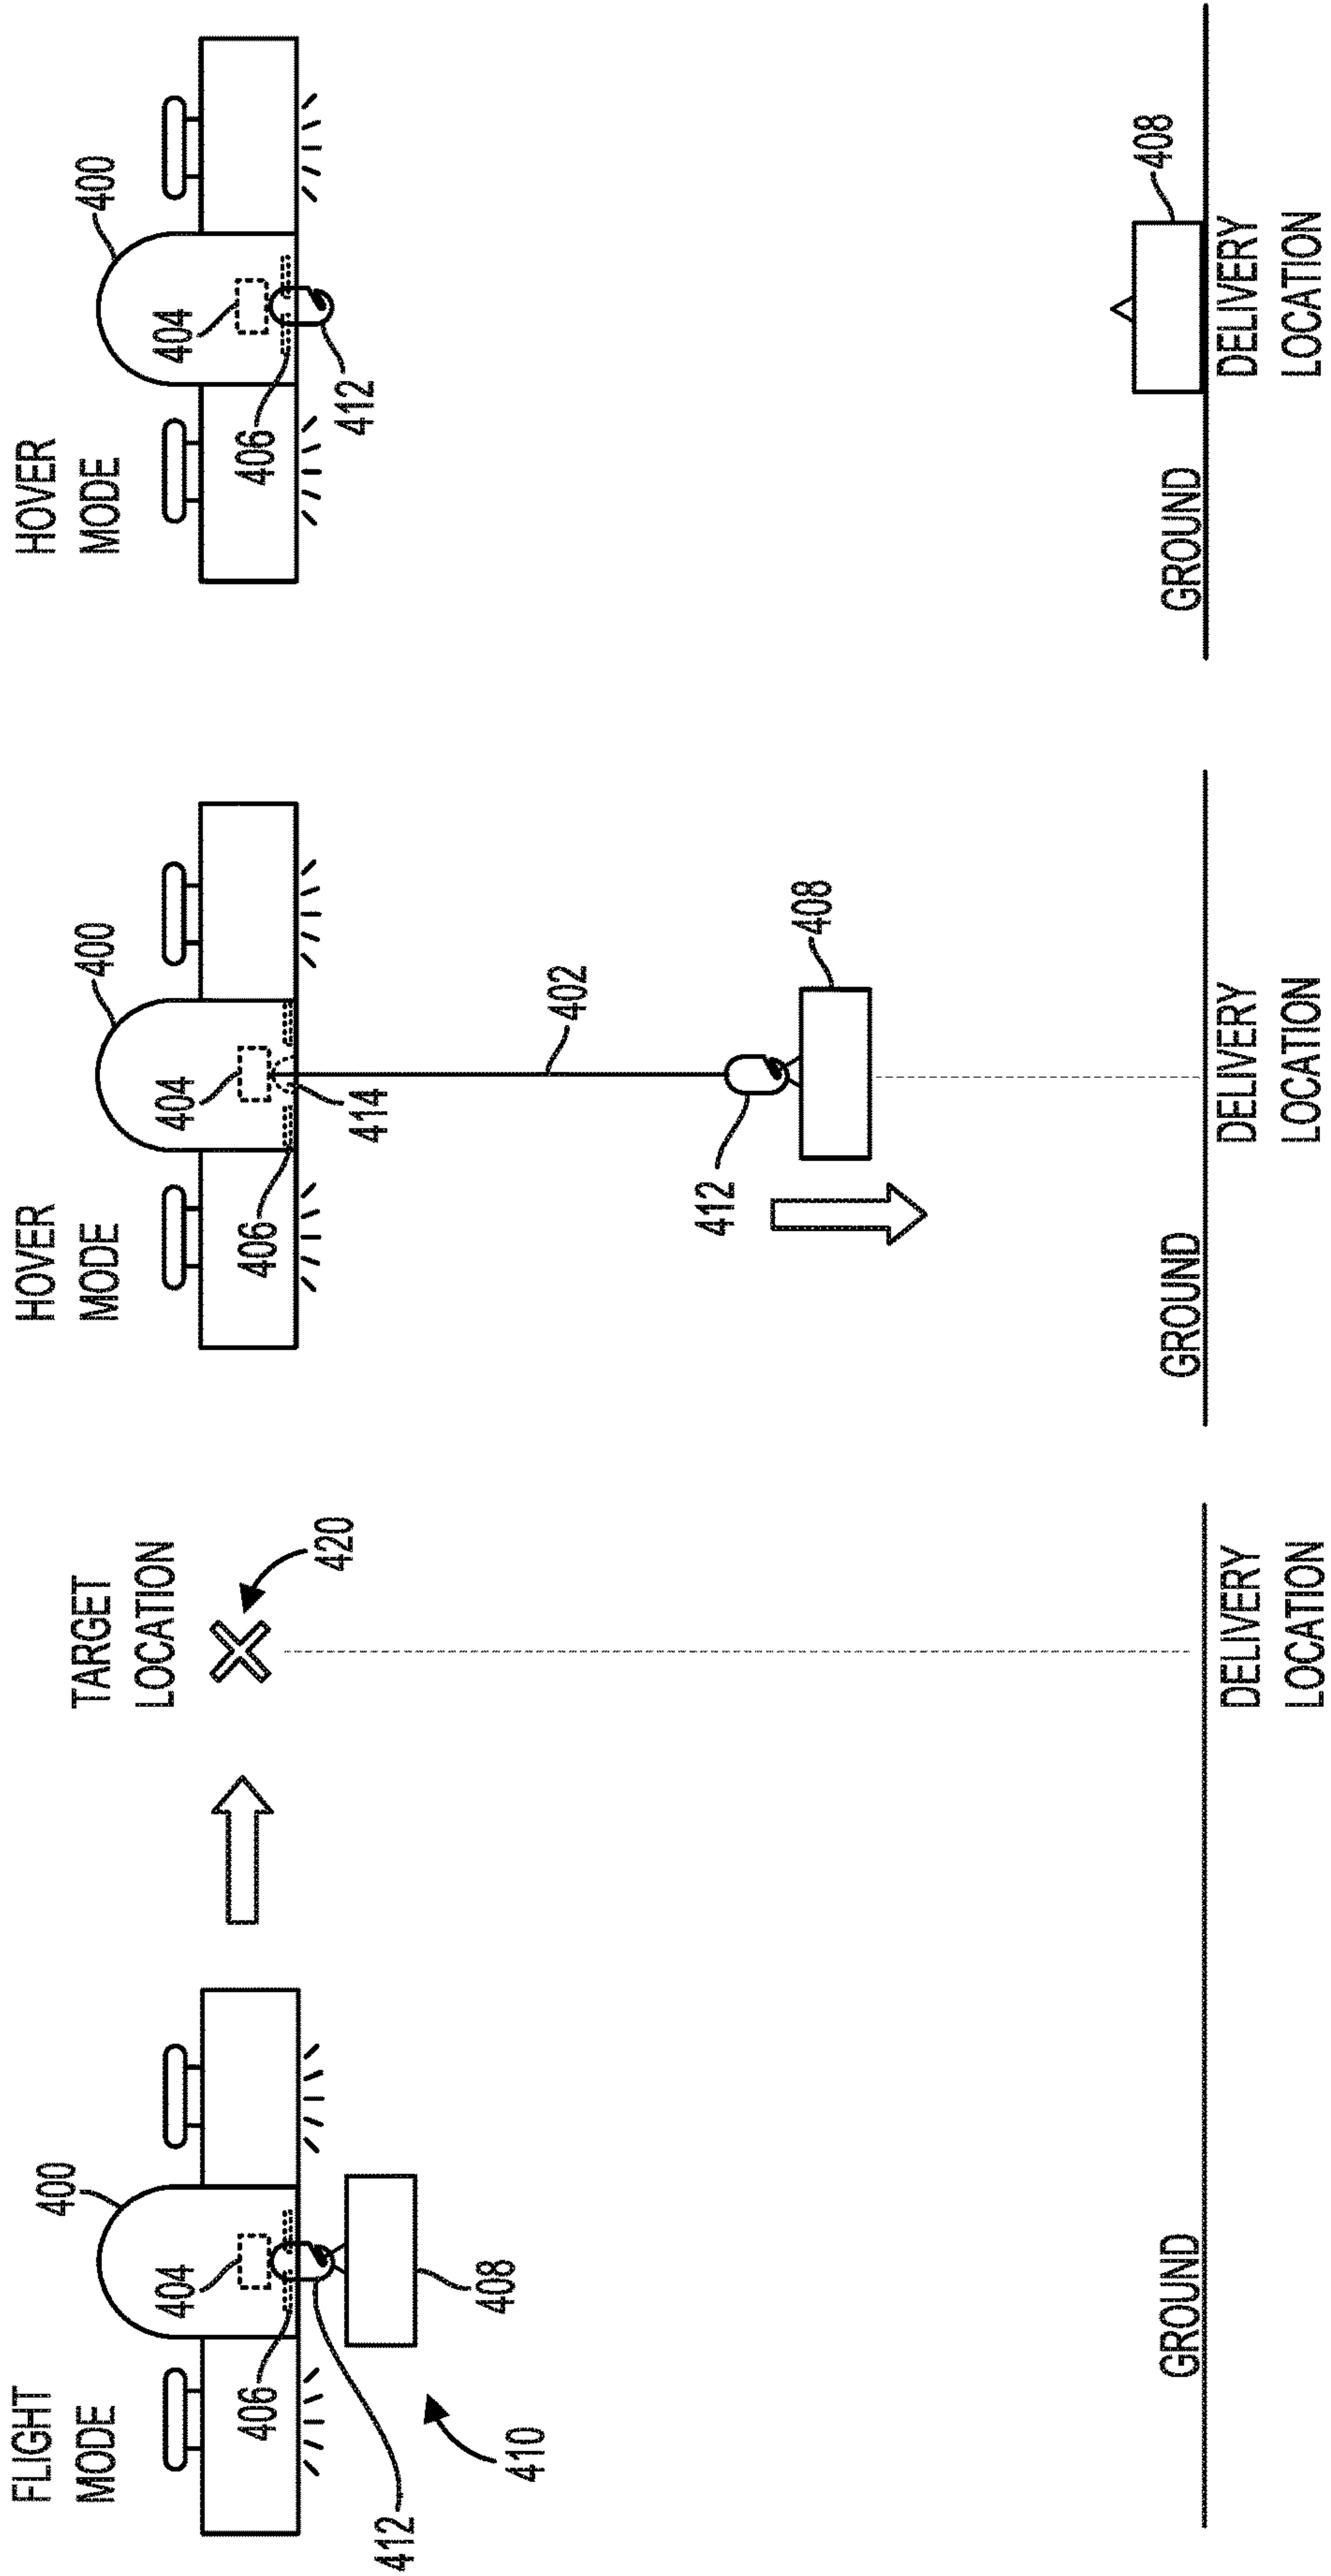 FLIGHT
MODE
400
404
406
412
408
410
TARGET
LOCATION
420
GROUND
DELIVERY
LOCATION
HOVER
MODE
400
404
406
414
402
412
408
GROUND
DELIVERY
LOCATION
HOVER
MODE
400
404
406
412
408
GROUND
DELIVERY
LOCATION